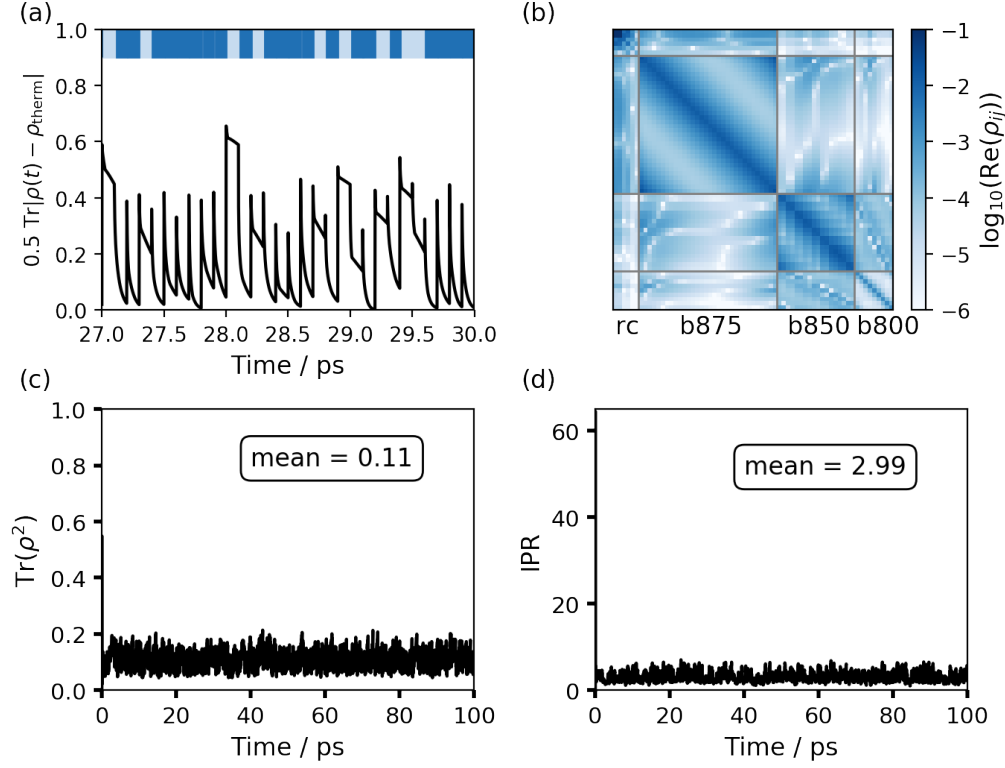 (a)
1.0
0.8
0.6
0.4
0.2
0.0
0.5 Tr|ρ(t) − ρ_therm|
27.0 27.5 28.0 28.5 29.0 29.5 30.0
Time / ps
(b)
rc b875 b850 b800
−1
−2
−3
−4
−5
−6
log₁₀(Re(ρ_ij))
(c)
1.0
0.8
0.6
0.4
0.2
0.0
Tr(ρ²)
mean = 0.11
0 20 40 60 80 100
Time / ps
(d)
60
40
20
0
IPR
mean = 2.99
0 20 40 60 80 100
Time / ps